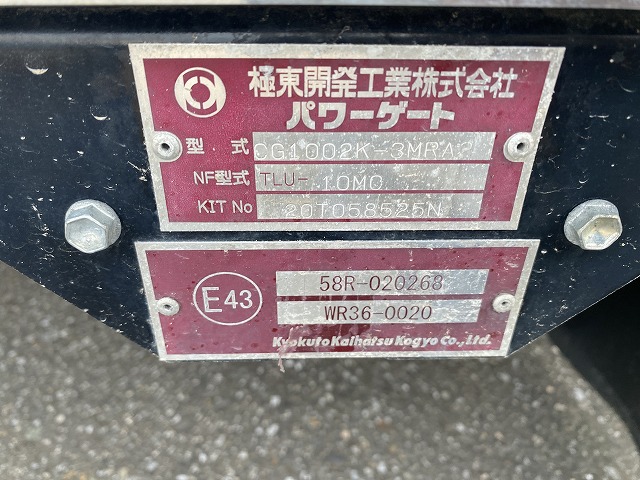 極東開発工業株式会社
パワーゲート
型式 CG1002K-3MRA2
NF型式 TLU-10MC
KIT No 20T058525N
E43
58R-020268
WR36-0020
Kyokuto Kaihatsu Kogyo Co.,Ltd.